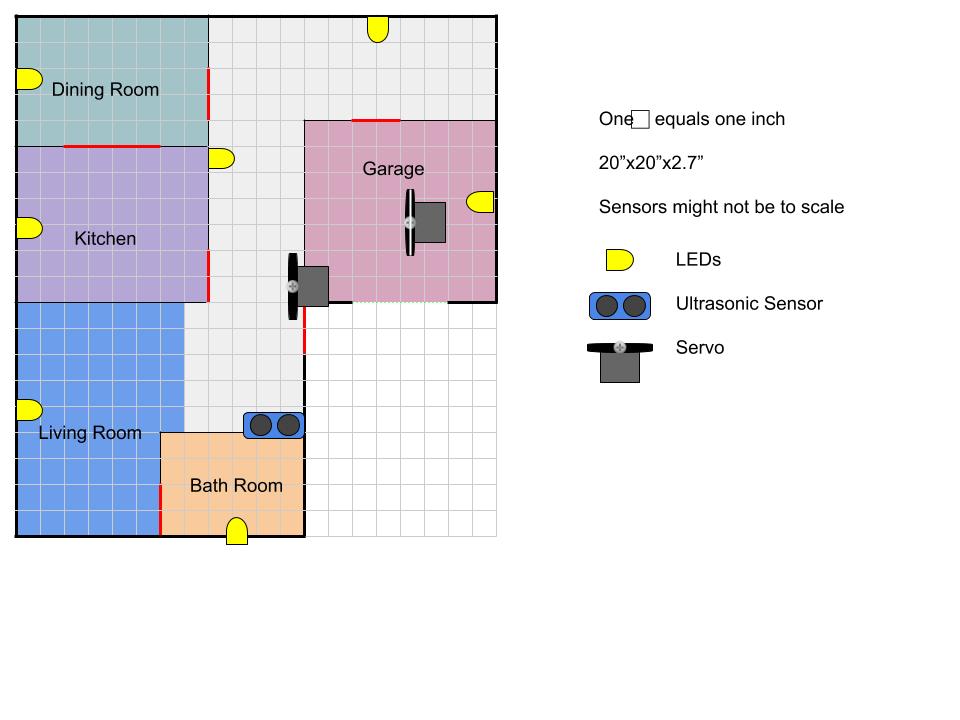 Dining Room
Kitchen
Living Room
Bath Room
Garage
One equals one inch
20”x20”x2.7”
Sensors might not be to scale
LEDs
Ultrasonic Sensor
Servo